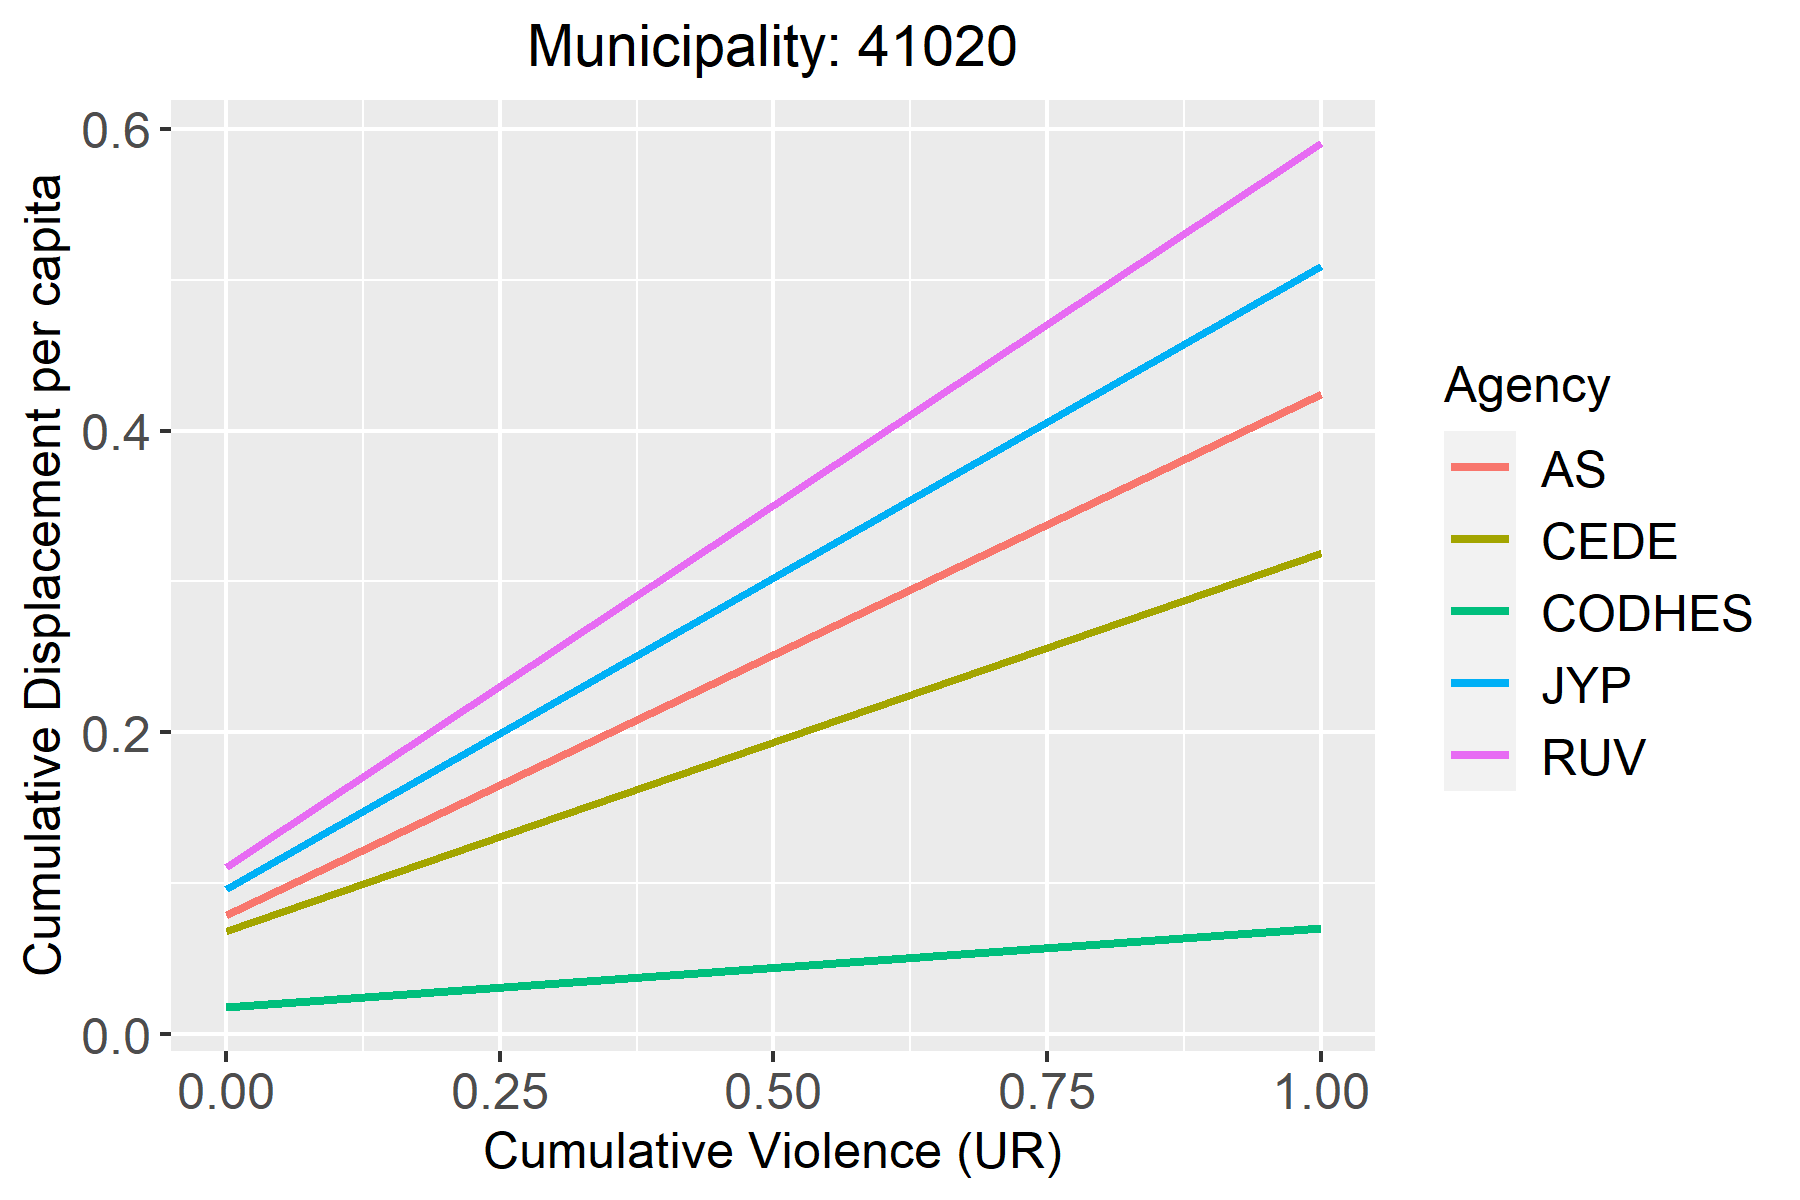 Municipality: 41020
Cumulative Displacement per capita
0.6
0.4
0.2
0.0
0.00 0.25 0.50 0.75 1.00
Cumulative Violence (UR)
Agency
AS
CEDE
CODHES
JYP
RUV